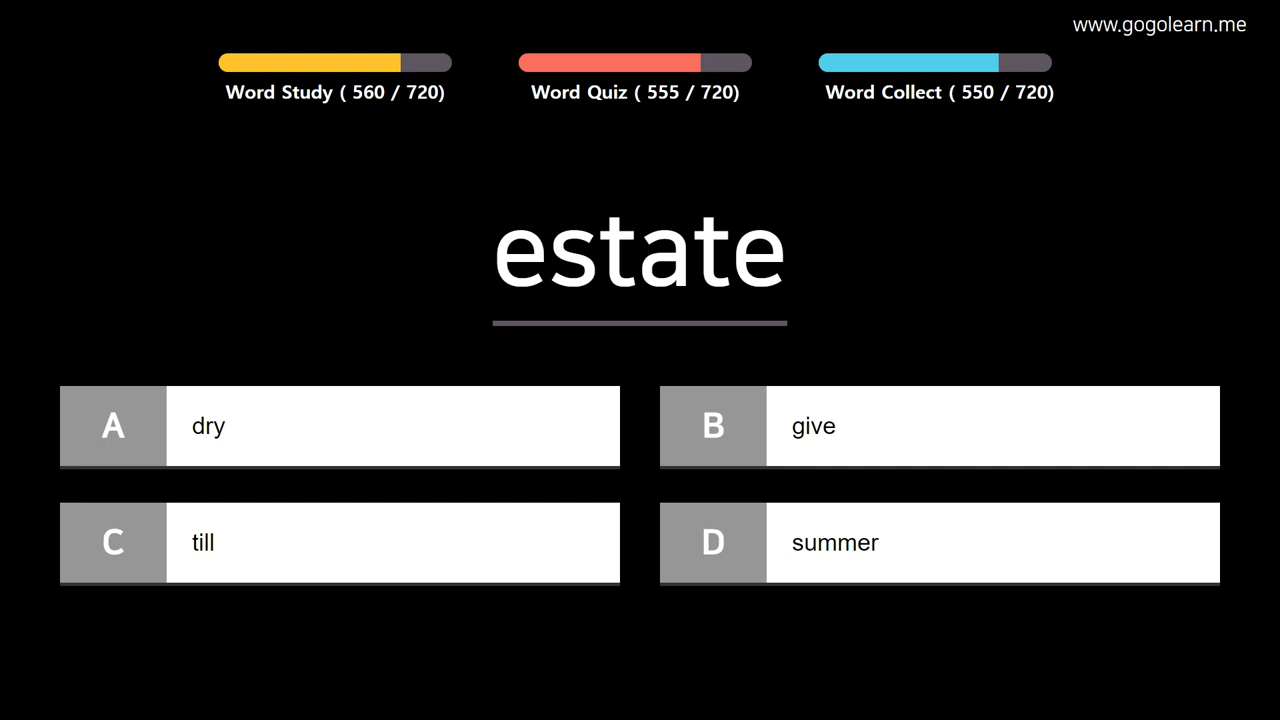 www.gogolearn.me
Word Study ( 560 / 720)
Word Quiz ( 555 / 720)
Word Collect ( 550 / 720)
estate
A dry
B give
C till
D summer